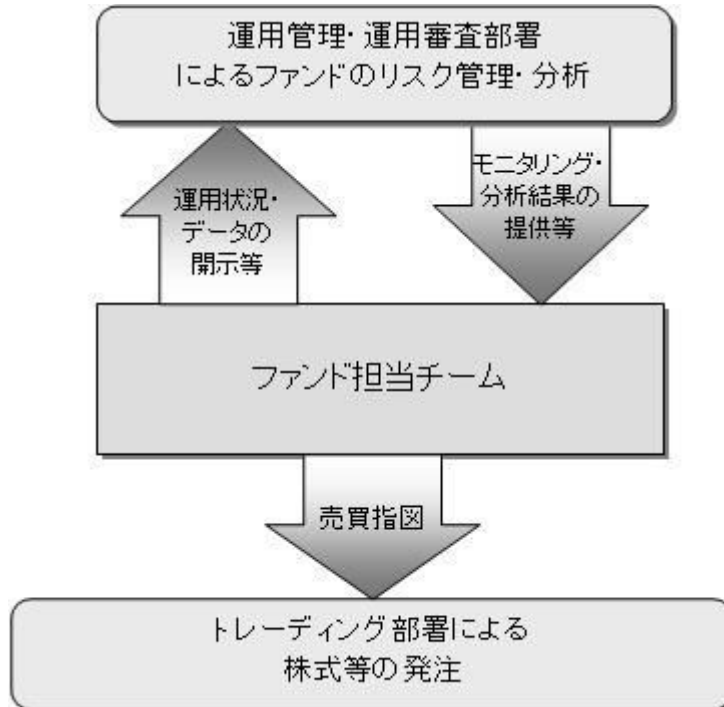 運用管理・運用審査部署
によるファンドのリスク管理・分析
運用状況・
データの
開示等
モニタリング・
分析結果の
提供等
ファンド担当チーム
売買指図
トレーディング部署による
株式等の発注